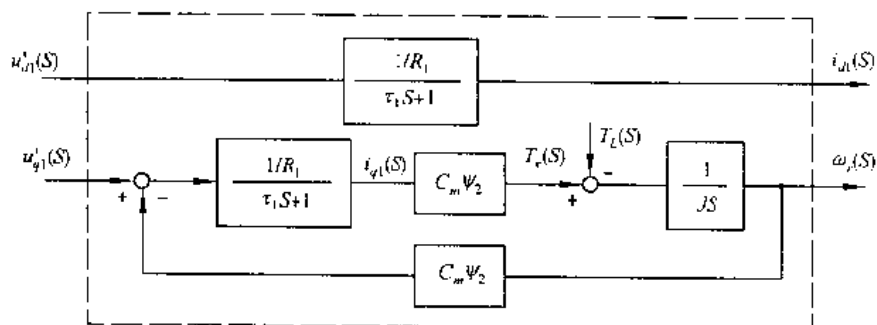 u'd1(S)
1/R1
τ1S+1
id1(S)
u'q1(S)
+
−
1/R1
τ1S+1
iq1(S)
CmΨ2
Te(S)
+
TL(S)
−
1
JS
ωr(S)
CmΨ2